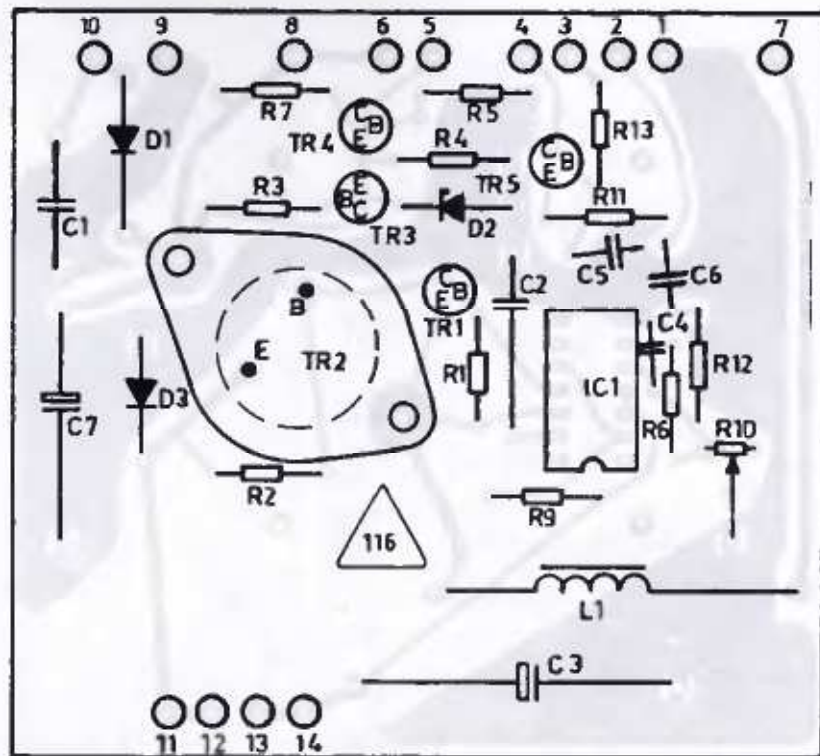 10 9 8 6 5 4 3 2 1 7
R7 R5
D1 TR4 C B E R4 C B E R13
R3 E B C TR5 R11
C1 TR3 D2
C5 C6
B C B E C2
TR1 C4
E TR2 R1 IC1 R12
D3
C7 R6 R10
R2 R9
116
L1
C3
11 12 13 14